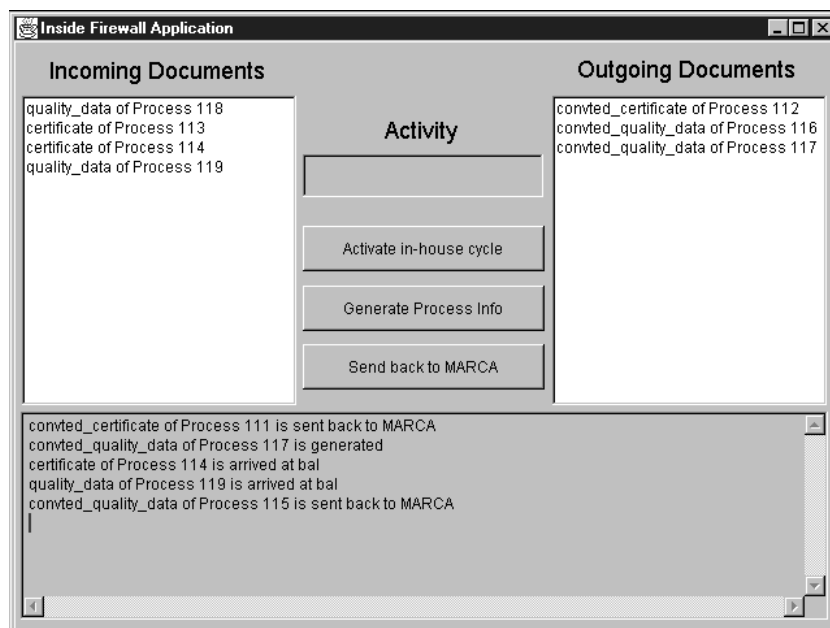 Inside Firewall Application
Incoming Documents
quality_data of Process 118
certificate of Process 113
certificate of Process 114
quality_data of Process 119
Activity
Activate in-house cycle
Generate Process Info
Send back to MARCA
Outgoing Documents
convted_certificate of Process 112
convted_quality_data of Process 116
convted_quality_data of Process 117
convted_certificate of Process 111 is sent back to MARCA
convted_quality_data of Process 117 is generated
certificate of Process 114 is arrived at bal
quality_data of Process 119 is arrived at bal
convted_quality_data of Process 115 is sent back to MARCA